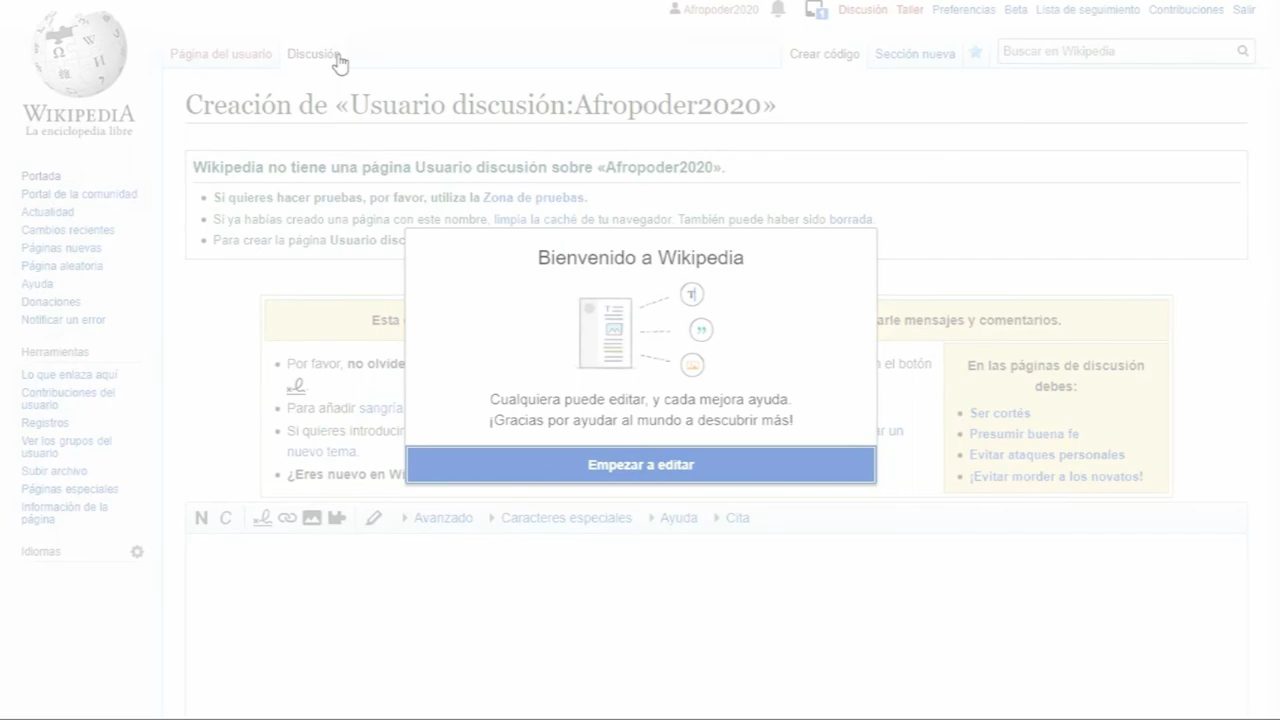 Afropoder2020 1 Discusión Taller Preferencias Beta Lista de seguimiento Contribuciones Salir
Página del usuario Discusión Crear código Sección nueva Buscar en Wikipedia
WIKIPEDIA
La enciclopedia libre
Creación de «Usuario discusión:Afropoder2020»
Wikipedia no tiene una página Usuario discusión sobre «Afropoder2020».
Si quieres hacer pruebas, por favor, utiliza la Zona de pruebas.
Si ya habías creado una página con este nombre, limpia la caché de tu navegador. También puede haber sido borrada.
Para crear la página Usuario disc
Portada
Portal de la comunidad
Actualidad
Cambios recientes
Páginas nuevas
Página aleatoria
Ayuda
Donaciones
Notificar un error
Herramientas
Lo que enlaza aquí
Contribuciones del
usuario
Registros
Ver los grupos del
usuario
Subir archivo
Páginas especiales
Información de la
página
Idiomas
Bienvenido a Wikipedia
Cualquiera puede editar, y cada mejora ayuda.
¡Gracias por ayudar al mundo a descubrir más!
Empezar a editar
Esta arle mensajes y comentarios.
Por favor, no olvide n el botón
Para añadir sangría
Si quieres introducir ar un
nuevo tema.
¿Eres nuevo en Wi
En las páginas de discusión
debes:
Ser cortés
Presumir buena fe
Evitar ataques personales
¡Evitar morder a los novatos!
N C Avanzado Caracteres especiales Ayuda Cita